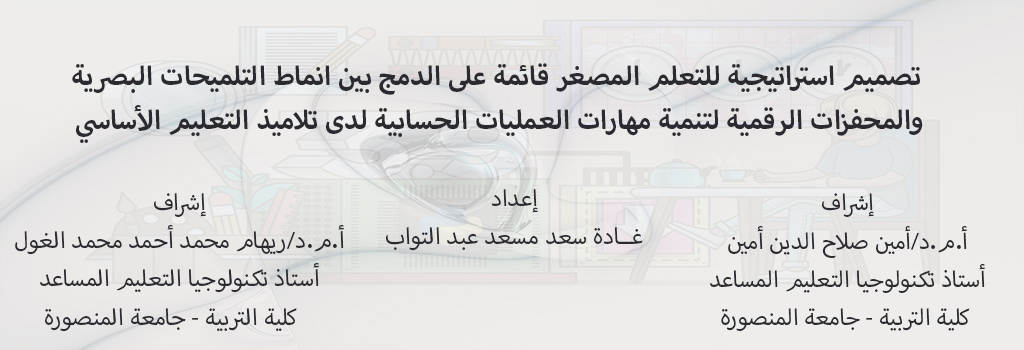 تصميم استراتيجية للتعلم المصغر قائمة على الدمج بين انماط التلميحات البصرية
والمحفزات الرقمية لتنمية مهارات العمليات الحسابية لدى تلاميذ التعليم الأساسي
إشراف
أ.م.د/أمين صلاح الدين أمين
أستاذ تكنولوجيا التعليم المساعد
كلية التربية - جامعة المنصورة
إعداد
غــادة سعد مسعد عبد التواب
إشراف
أ.م.د/ريهام محمد أحمد محمد الغول
أستاذ تكنولوجيا التعليم المساعد
كلية التربية - جامعة المنصورة